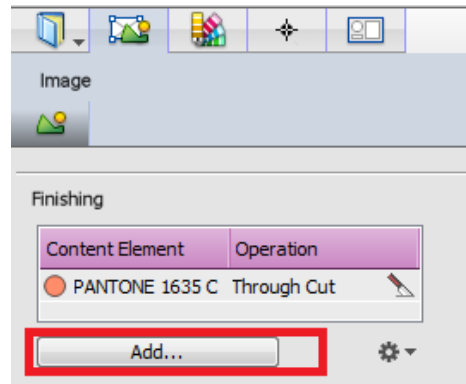 Image
Finishing
Content Element Operation
PANTONE 1635 C Through Cut
Add...